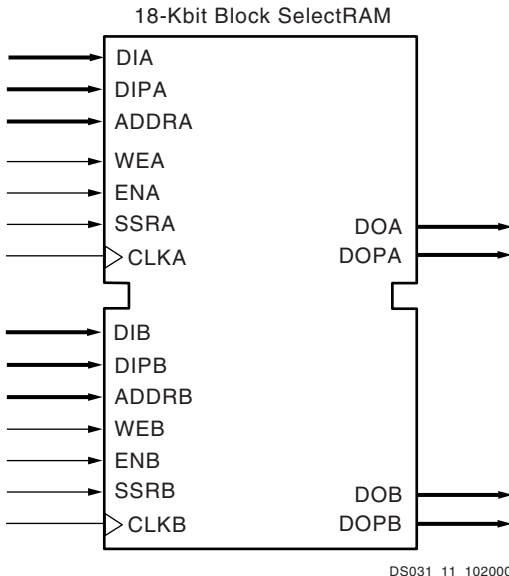 18-Kbit Block SelectRAM
DIA
DIPA
ADDRA
WEA
ENA
SSRA
CLKA
DOA
DOPA
DIB
DIPB
ADDRB
WEB
ENB
SSRB
CLKB
DOB
DOPB
DS031_11_102000